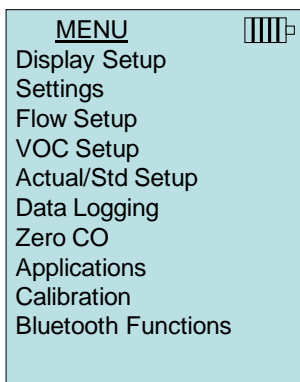 MENU
Display Setup
Settings
Flow Setup
VOC Setup
Actual/Std Setup
Data Logging
Zero CO
Applications
Calibration
Bluetooth Functions